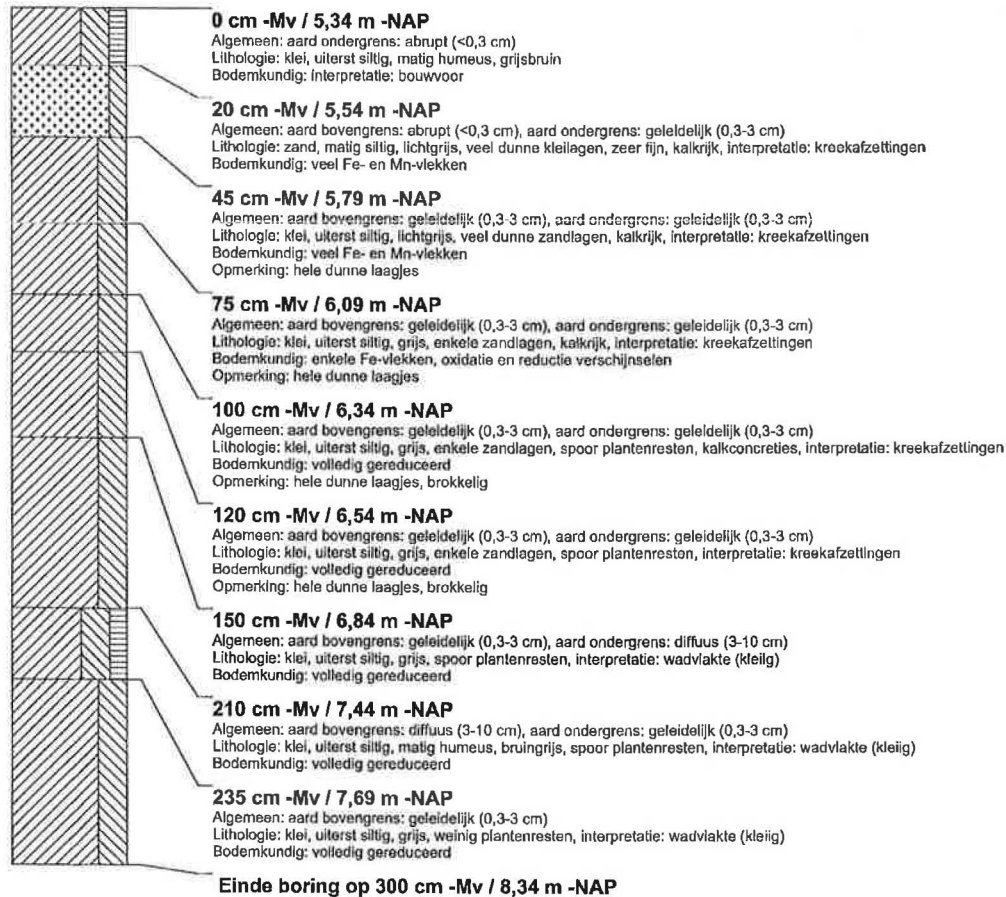 0 cm -Mv / 5,34 m -NAP
Algemeen: aard ondergrens: abrupt (<0,3 cm)
Lithologie: klei, uiterst siltig, matig humeus, grijsbruin
Bodemkundig: interpretatie: bouwvoor
20 cm -Mv / 5,54 m -NAP
Algemeen: aard bovengrens: abrupt (<0,3 cm), aard ondergrens: geleidelijk (0,3-3 cm)
Lithologie: zand, matig siltig, lichtgrijs, veel dunne kleilagen, zeer fijn, kalkrijk, interpretatie: kreekafzettingen
Bodemkundig: veel Fe- en Mn-vlekken
45 cm -Mv / 5,79 m -NAP
Algemeen: aard bovengrens: geleidelijk (0,3-3 cm), aard ondergrens: geleidelijk (0,3-3 cm)
Lithologie: klei, uiterst siltig, lichtgrijs, veel dunne zandlagen, kalkrijk, interpretatie: kreekafzettingen
Bodemkundig: veel Fe- en Mn-vlekken
Opmerking: hele dunne laagjes
75 cm -Mv / 6,09 m -NAP
Algemeen: aard bovengrens: geleidelijk (0,3-3 cm), aard ondergrens: geleidelijk (0,3-3 cm)
Lithologie: klei, uiterst siltig, grijs, enkele zandlagen, kalkrijk, interpretatie: kreekafzettingen
Bodemkundig: enkele Fe-vlekken, oxidatie en reductie verschijnselen
Opmerking: hele dunne laagjes
100 cm -Mv / 6,34 m -NAP
Algemeen: aard bovengrens: geleidelijk (0,3-3 cm), aard ondergrens: geleidelijk (0,3-3 cm)
Lithologie: klei, uiterst siltig, grijs, enkele zandlagen, spoor plantenresten, kalkconcreties, interpretatie: kreekafzettingen
Bodemkundig: volledig gereduceerd
Opmerking: hele dunne laagjes, brokkelig
120 cm -Mv / 6,54 m -NAP
Algemeen: aard bovengrens: geleidelijk (0,3-3 cm), aard ondergrens: geleidelijk (0,3-3 cm)
Lithologie: klei, uiterst siltig, grijs, enkele zandlagen, spoor plantenresten, interpretatie: kreekafzettingen
Bodemkundig: volledig gereduceerd
Opmerking: hele dunne laagjes, brokkelig
150 cm -Mv / 6,84 m -NAP
Algemeen: aard bovengrens: geleidelijk (0,3-3 cm), aard ondergrens: diffuus (3-10 cm)
Lithologie: klei, uiterst siltig, grijs, spoor plantenresten, interpretatie: wadvlakte (kleiig)
Bodemkundig: volledig gereduceerd
210 cm -Mv / 7,44 m -NAP
Algemeen: aard bovengrens: diffuus (3-10 cm), aard ondergrens: geleidelijk (0,3-3 cm)
Lithologie: klei, uiterst siltig, matig humeus, bruingrijs, spoor plantenresten, interpretatie: wadvlakte (kleiig)
Bodemkundig: volledig gereduceerd
235 cm -Mv / 7,69 m -NAP
Algemeen: aard bovengrens: geleidelijk (0,3-3 cm)
Lithologie: klei, uiterst siltig, grijs, weinig plantenresten, interpretatie: wadvlakte (kleiig)
Bodemkundig: volledig gereduceerd
Einde boring op 300 cm -Mv / 8,34 m -NAP